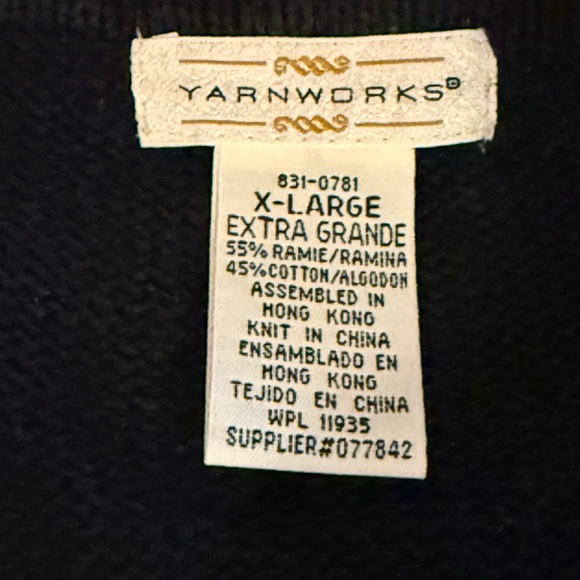 YARNWORKS®
831-0781
X-LARGE
EXTRA GRANDE
55% RAMIE/RAMINA
45%COTTON/ALGODON
ASSEMBLED IN
HONG KONG
KNIT IN CHINA
ENSAMBLADO EN
HONG KONG
TEJIDO EN CHINA
WPL 11935
SUPPLIER#077842